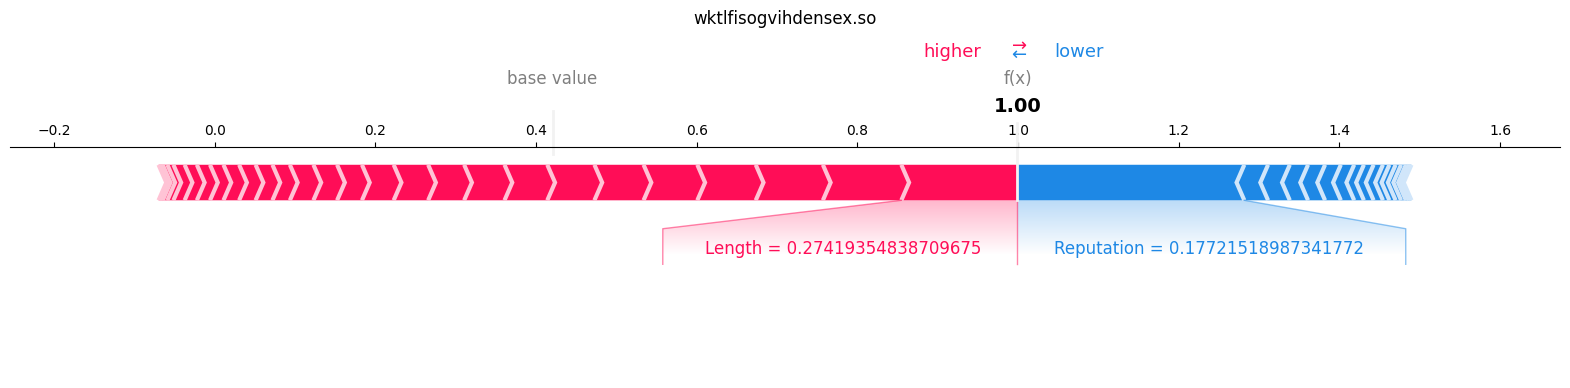 wktlfisogvihdensex.so
higher ⇄ lower
base value f(x)
1.00
−0.2 0.0 0.2 0.4 0.6 0.8 1.0 1.2 1.4 1.6
Length = 0.27419354838709675 Reputation = 0.17721518987341772